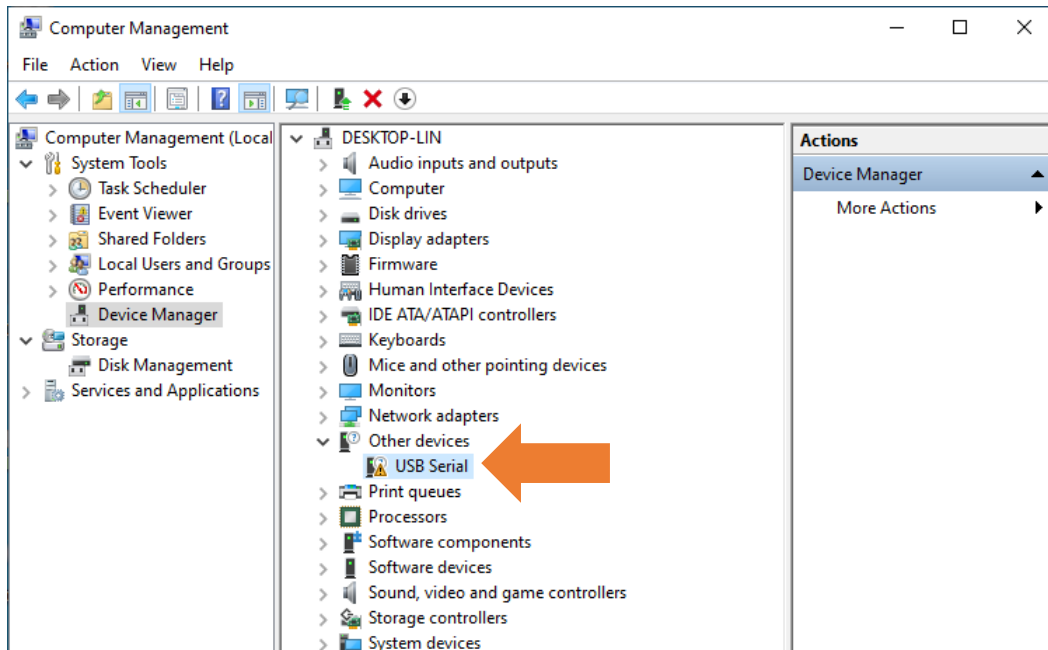 Computer Management
File Action View Help
Computer Management (Local
System Tools
Task Scheduler
Event Viewer
Shared Folders
Local Users and Groups
Performance
Device Manager
Storage
Disk Management
Services and Applications
DESKTOP-LIN
Audio inputs and outputs
Computer
Disk drives
Display adapters
Firmware
Human Interface Devices
IDE ATA/ATAPI controllers
Keyboards
Mice and other pointing devices
Monitors
Network adapters
Other devices
USB Serial
Print queues
Processors
Software components
Software devices
Sound, video and game controllers
Storage controllers
System devices
Actions
Device Manager
More Actions